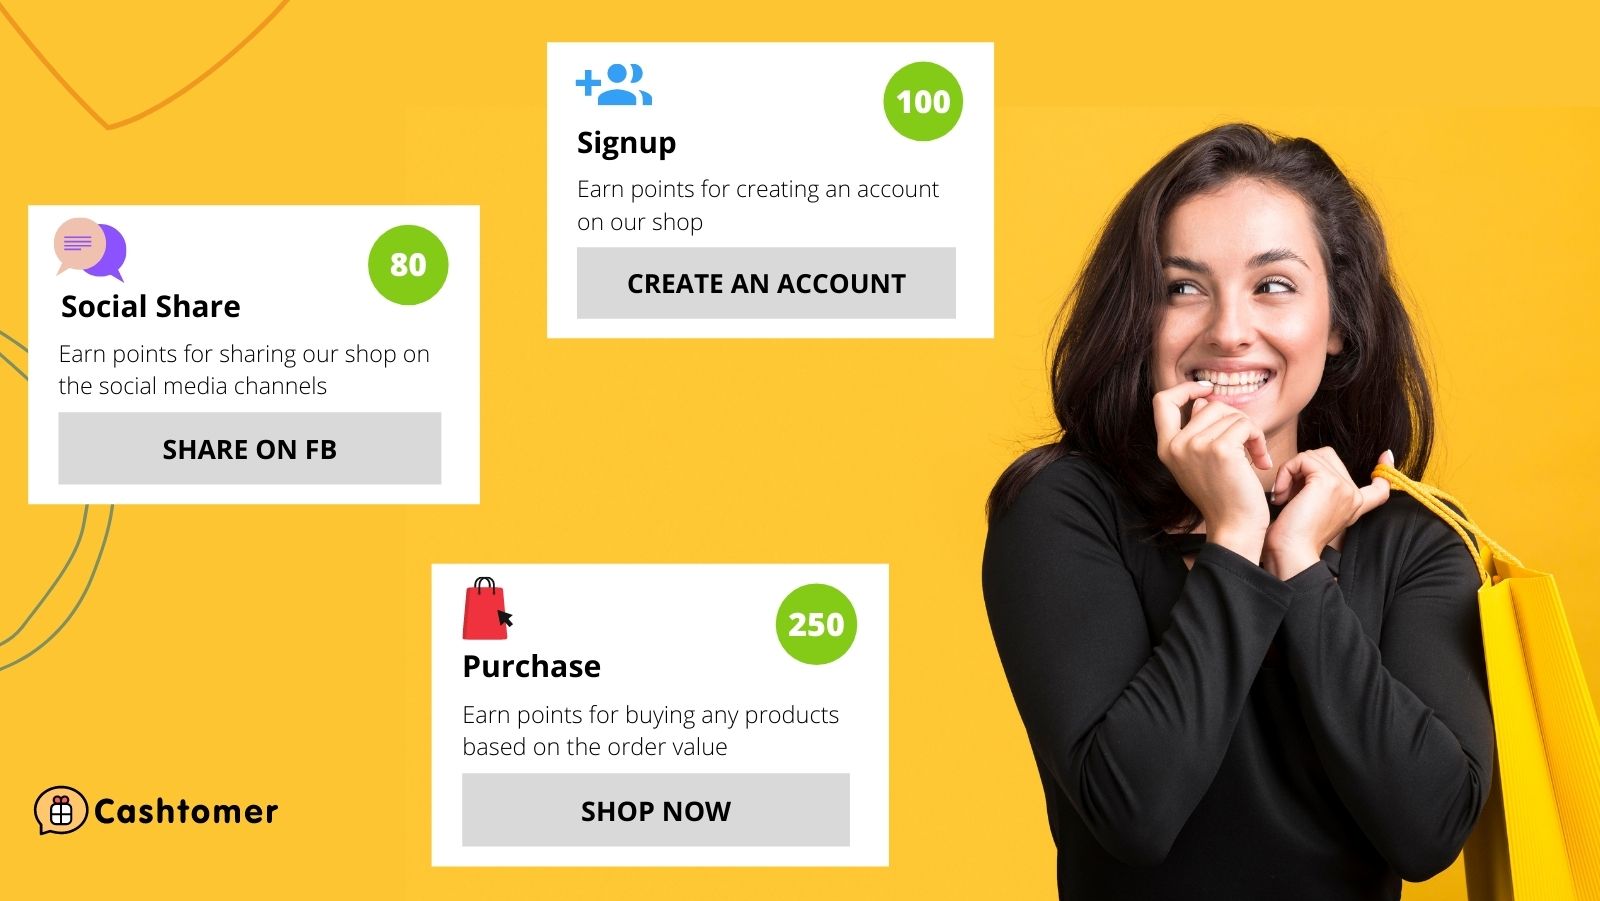 100
Signup
Earn points for creating an account
on our shop
CREATE AN ACCOUNT
80
Social Share
Earn points for sharing our shop on
the social media channels
SHARE ON FB
250
Purchase
Earn points for buying any products
based on the order value
SHOP NOW
Cashtomer